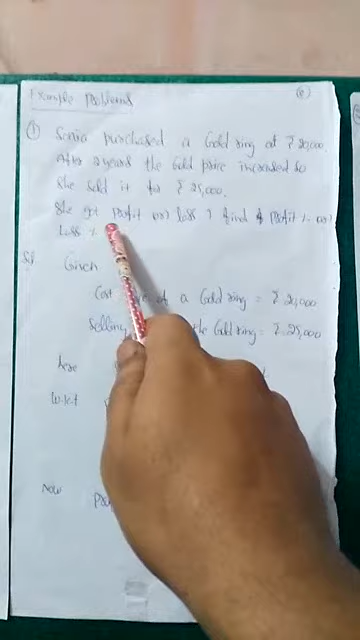 Example Problems
① Sonia purchased a Gold ring at ₹ 20,000.
After 2 years the Gold price increased so
She sold it for ₹ 25,000.
She got Profit (or) loss ? find & Profit % (or)
Loss %
Sol Given
Cost of a Gold ring = ₹ 20,000
Selling the Gold ring = ₹ 25,000
here
W.K.T
Now